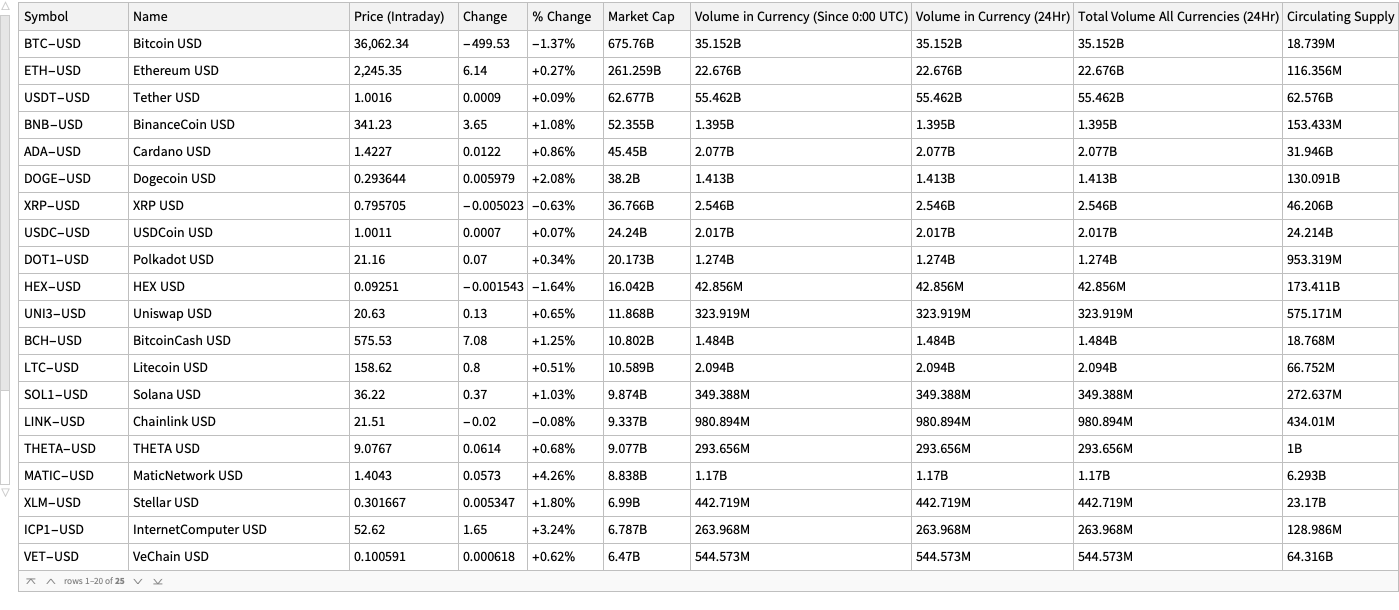 Symbol Name Price (Intraday) Change % Change Market Cap Volume in Currency (Since 0:00 UTC) Volume in Currency (24Hr) Total Volume All Currencies (24Hr) Circulating Supply
BTC−USD Bitcoin USD 36,062.34 −499.53 −1.37% 675.76B 35.152B 35.152B 35.152B 18.739M
ETH−USD Ethereum USD 2,245.35 6.14 +0.27% 261.259B 22.676B 22.676B 22.676B 116.356M
USDT−USD Tether USD 1.0016 0.0009 +0.09% 62.677B 55.462B 55.462B 55.462B 62.576B
BNB−USD BinanceCoin USD 341.23 3.65 +1.08% 52.355B 1.395B 1.395B 1.395B 153.433M
ADA−USD Cardano USD 1.4227 0.0122 +0.86% 45.45B 2.077B 2.077B 2.077B 31.946B
DOGE−USD Dogecoin USD 0.293644 0.005979 +2.08% 38.2B 1.413B 1.413B 1.413B 130.091B
XRP−USD XRP USD 0.795705 −0.005023 −0.63% 36.766B 2.546B 2.546B 2.546B 46.206B
USDC−USD USDCoin USD 1.0011 0.0007 +0.07% 24.24B 2.017B 2.017B 2.017B 24.214B
DOT1−USD Polkadot USD 21.16 0.07 +0.34% 20.173B 1.274B 1.274B 1.274B 953.319M
HEX−USD HEX USD 0.09251 −0.001543 −1.64% 16.042B 42.856M 42.856M 42.856M 173.411B
UNI3−USD Uniswap USD 20.63 0.13 +0.65% 11.868B 323.919M 323.919M 323.919M 575.171M
BCH−USD BitcoinCash USD 575.53 7.08 +1.25% 10.802B 1.484B 1.484B 1.484B 18.768M
LTC−USD Litecoin USD 158.62 0.8 +0.51% 10.589B 2.094B 2.094B 2.094B 66.752M
SOL1−USD Solana USD 36.22 0.37 +1.03% 9.874B 349.388M 349.388M 349.388M 272.637M
LINK−USD Chainlink USD 21.51 −0.02 −0.08% 9.337B 980.894M 980.894M 980.894M 434.01M
THETA−USD THETA USD 9.0767 0.0614 +0.68% 9.077B 293.656M 293.656M 293.656M 1B
MATIC−USD MaticNetwork USD 1.4043 0.0573 +4.26% 8.838B 1.17B 1.17B 1.17B 6.293B
XLM−USD Stellar USD 0.301667 0.005347 +1.80% 6.99B 442.719M 442.719M 442.719M 23.17B
ICP1−USD InternetComputer USD 52.62 1.65 +3.24% 6.787B 263.968M 263.968M 263.968M 128.986M
VET−USD VeChain USD 0.100591 0.000618 +0.62% 6.47B 544.573M 544.573M 544.573M 64.316B
rows 1–20 of 25